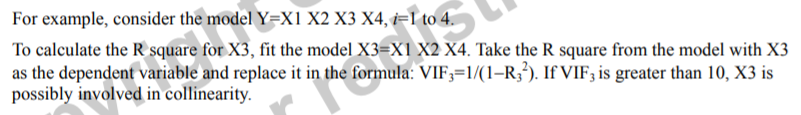 For example, consider the model Y=X1 X2 X3 X4, i=1 to 4.
To calculate the R square for X3, fit the model X3=X1 X2 X4. Take the R square from the model with X3
as the dependent variable and replace it in the formula: VIF₃=1/(1–R₃²). If VIF₃ is greater than 10, X3 is
possibly involved in collinearity.